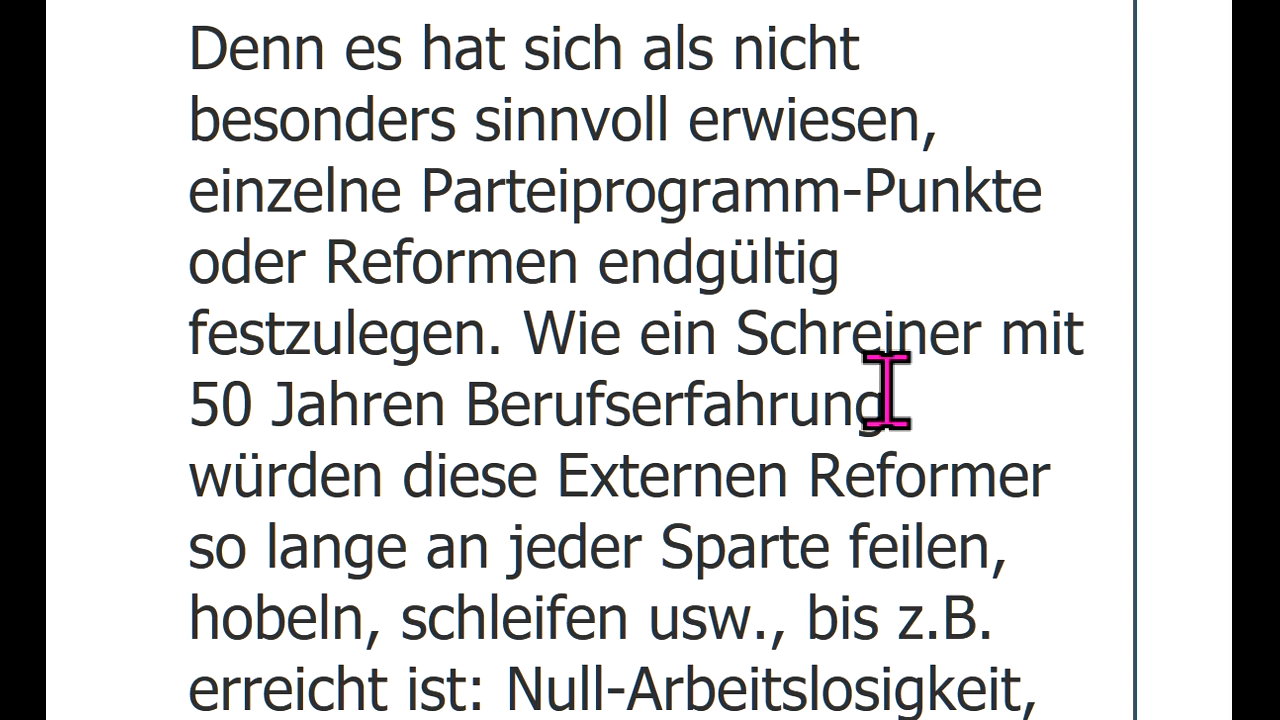 Denn es hat sich als nicht
besonders sinnvoll erwiesen,
einzelne Parteiprogramm-Punkte
oder Reformen endgültig
festzulegen. Wie ein Schreiner mit
50 Jahren Berufserfahrung
würden diese Externen Reformer
so lange an jeder Sparte feilen,
hobeln, schleifen usw., bis z.B.
erreicht ist: Null-Arbeitslosigkeit,